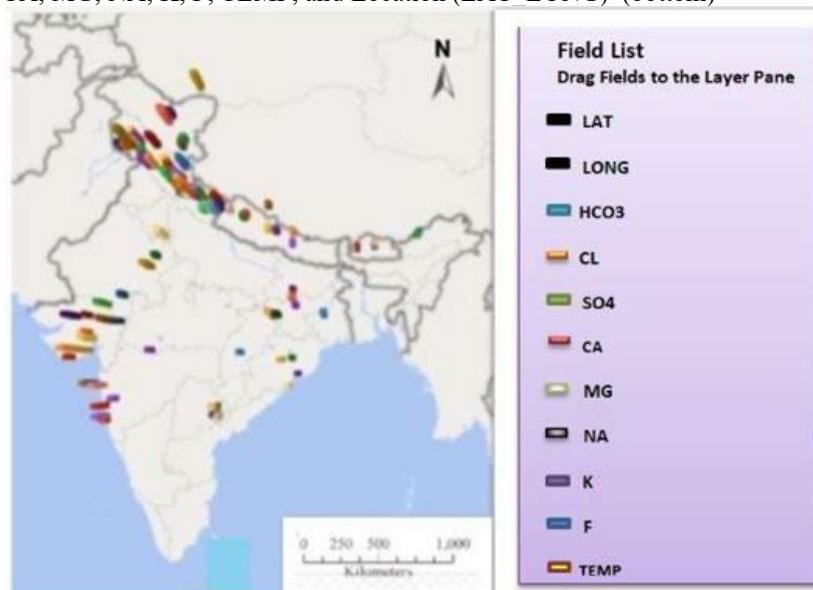 N
0 250 500 1,000
Kilometers
Field List
Drag Fields to the Layer Pane
LAT
LONG
HCO3
CL
SO4
CA
MG
NA
K
F
TEMP